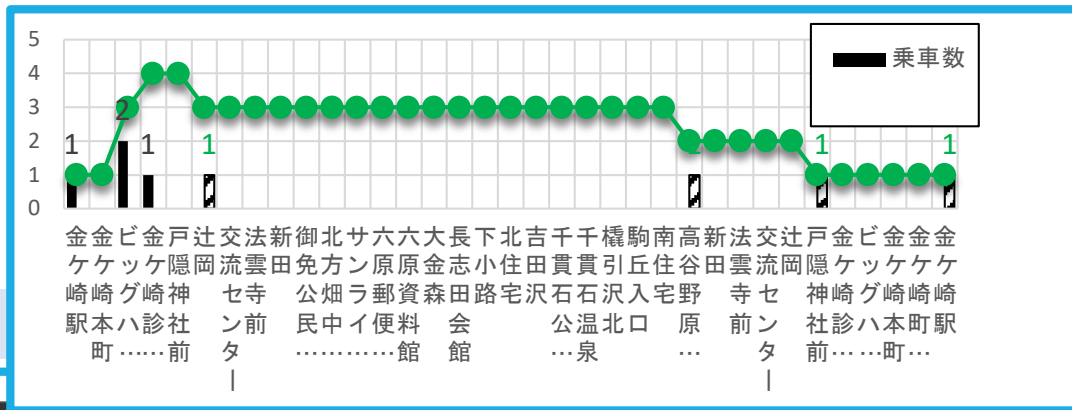 5
4
3
2
1
0
乗車数
1
2
1
1
1
1
金ケ崎駅
金ケ崎本町
ビッグハ…
金ケ崎診…
戸隠神社前
辻岡
交流センター
法雲寺前
新田
御免公民…
北方畑中…
サンライ…
六原郵便…
六原資料館
大金森
長志田会館
下小路
北住宅
吉沢
千貫石公…
千貫石温泉
橇引沢北
駒丘入口
南住宅
高谷野原…
新田
法雲寺前
交流センター
辻岡
戸隠神社前
金ケ崎診…
ビッグハ…
金ケ崎本町
金ケ崎町…
金ケ崎駅